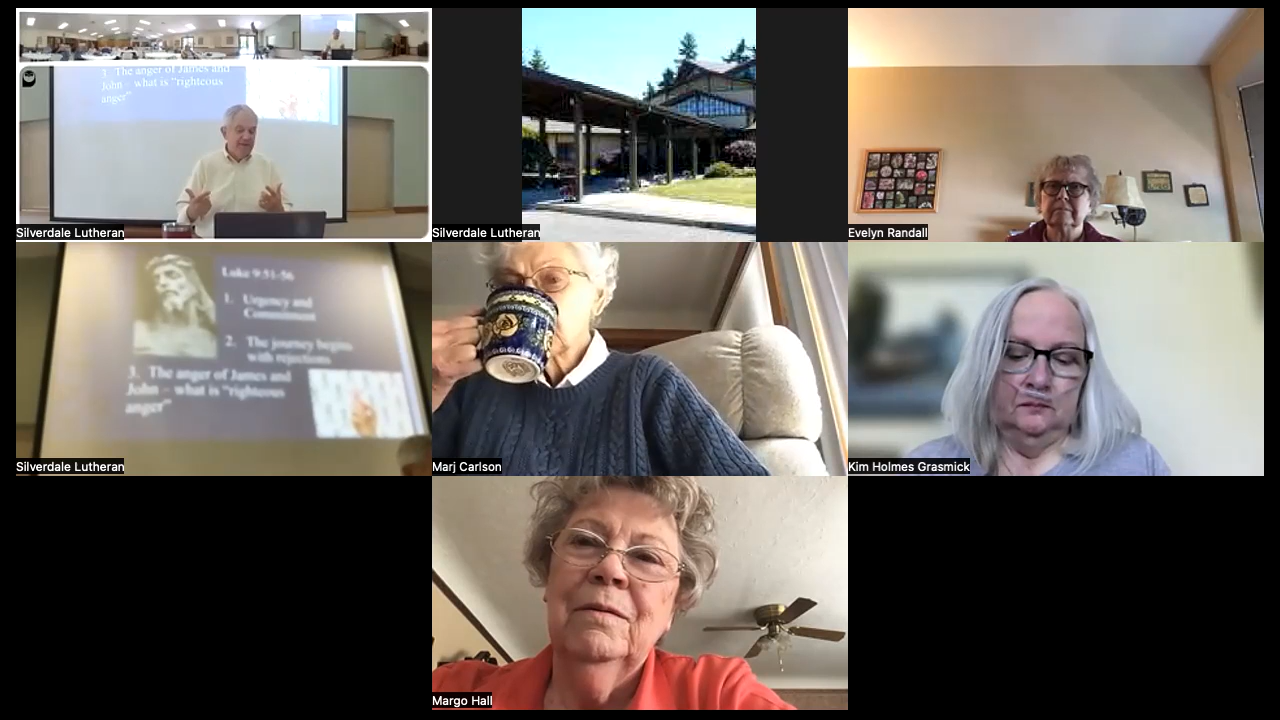 3. The anger of James and
John – what is "righteous
anger"
Silverdale Lutheran
Silverdale Lutheran
Evelyn Randall
Luke 9:51-56
1. Urgency and
Commitment
2. The journey begins
with rejections
3. The anger of James and
John – what is "righteous
anger"
Silverdale Lutheran
Marj Carlson
Kim Holmes Grasmick
Margo Hall